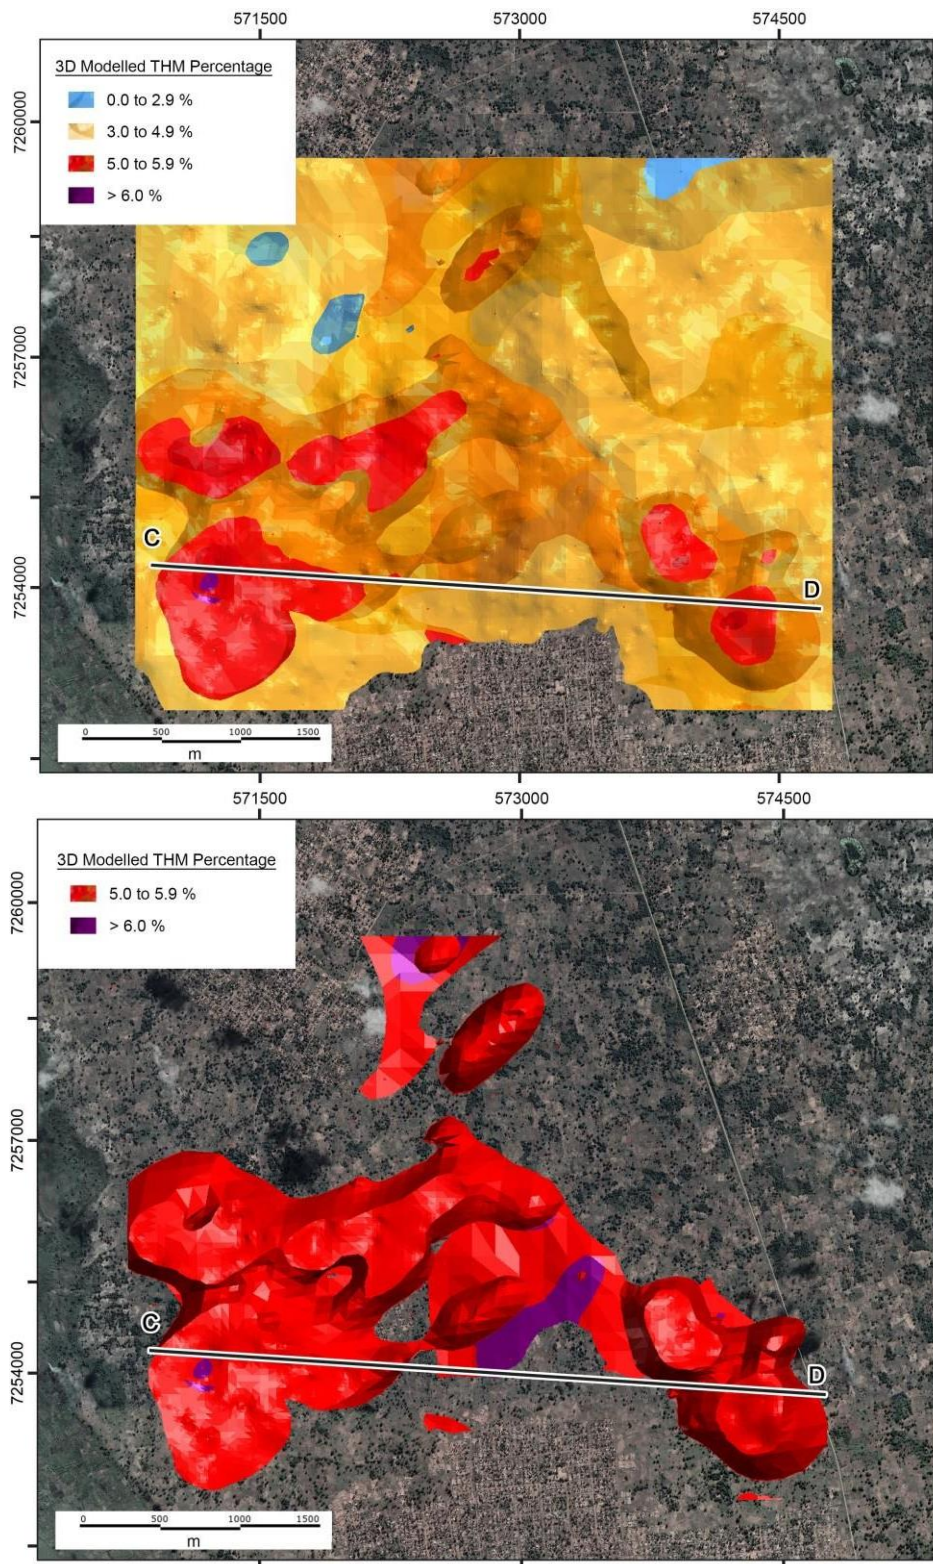 571500 573000 574500
3D Modelled THM Percentage
0.0 to 2.9 %
3.0 to 4.9 %
5.0 to 5.9 %
> 6.0 %
7260000
7257000
7254000
C
D
0 500 1000 1500
m
571500 573000 574500
3D Modelled THM Percentage
5.0 to 5.9 %
> 6.0 %
7260000
7257000
7254000
C
D
0 500 1000 1500
m